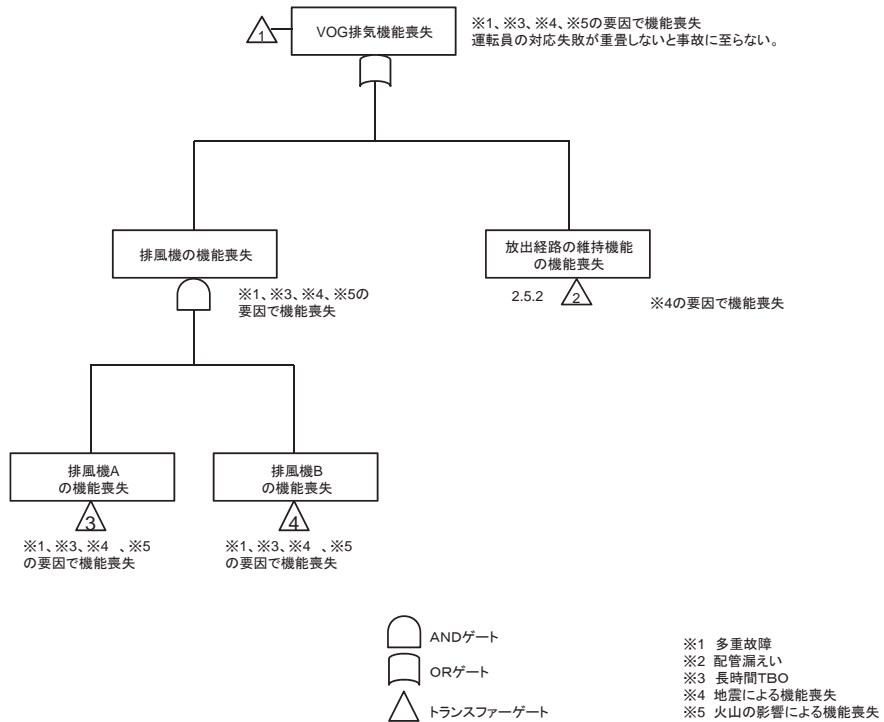 1
VOG排気機能喪失
※1、※3、※4、※5の要因で機能喪失
運転員の対応失敗が重畳しないと事故に至らない。
排風機の機能喪失
※1、※3、※4、※5の
要因で機能喪失
放出経路の維持機能
の機能喪失
2.5.2
2
※4の要因で機能喪失
排風機A
の機能喪失
3
※1、※3、※4 、※5
の要因で機能喪失
排風機B
の機能喪失
4
※1、※3、※4 、※5
の要因で機能喪失
ANDゲート
ORゲート
トランスファーゲート
※1 多重故障
※2 配管漏えい
※3 長時間TBO
※4 地震による機能喪失
※5 火山の影響による機能喪失